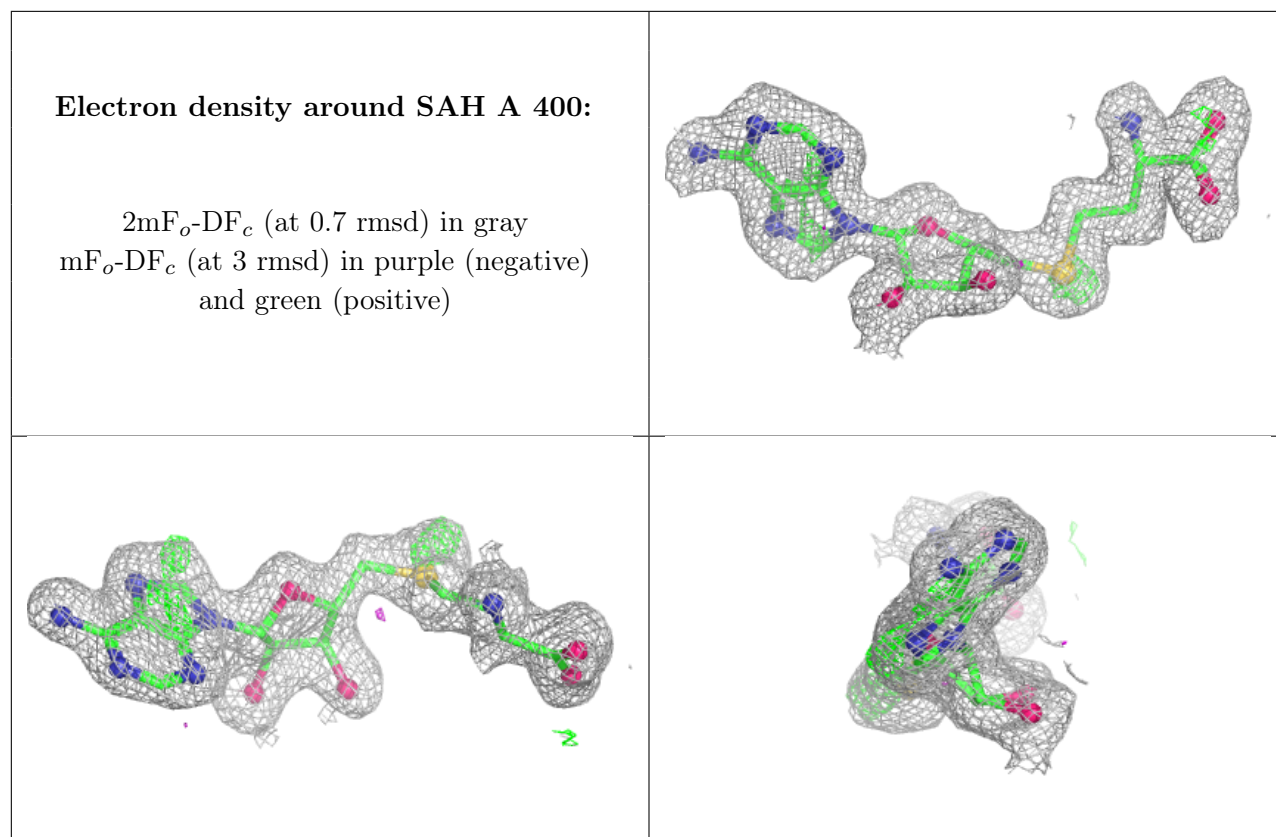 Electron density around SAH A 400:
2mFo-DFc (at 0.7 rmsd) in gray
mFo-DFc (at 3 rmsd) in purple (negative)
and green (positive)